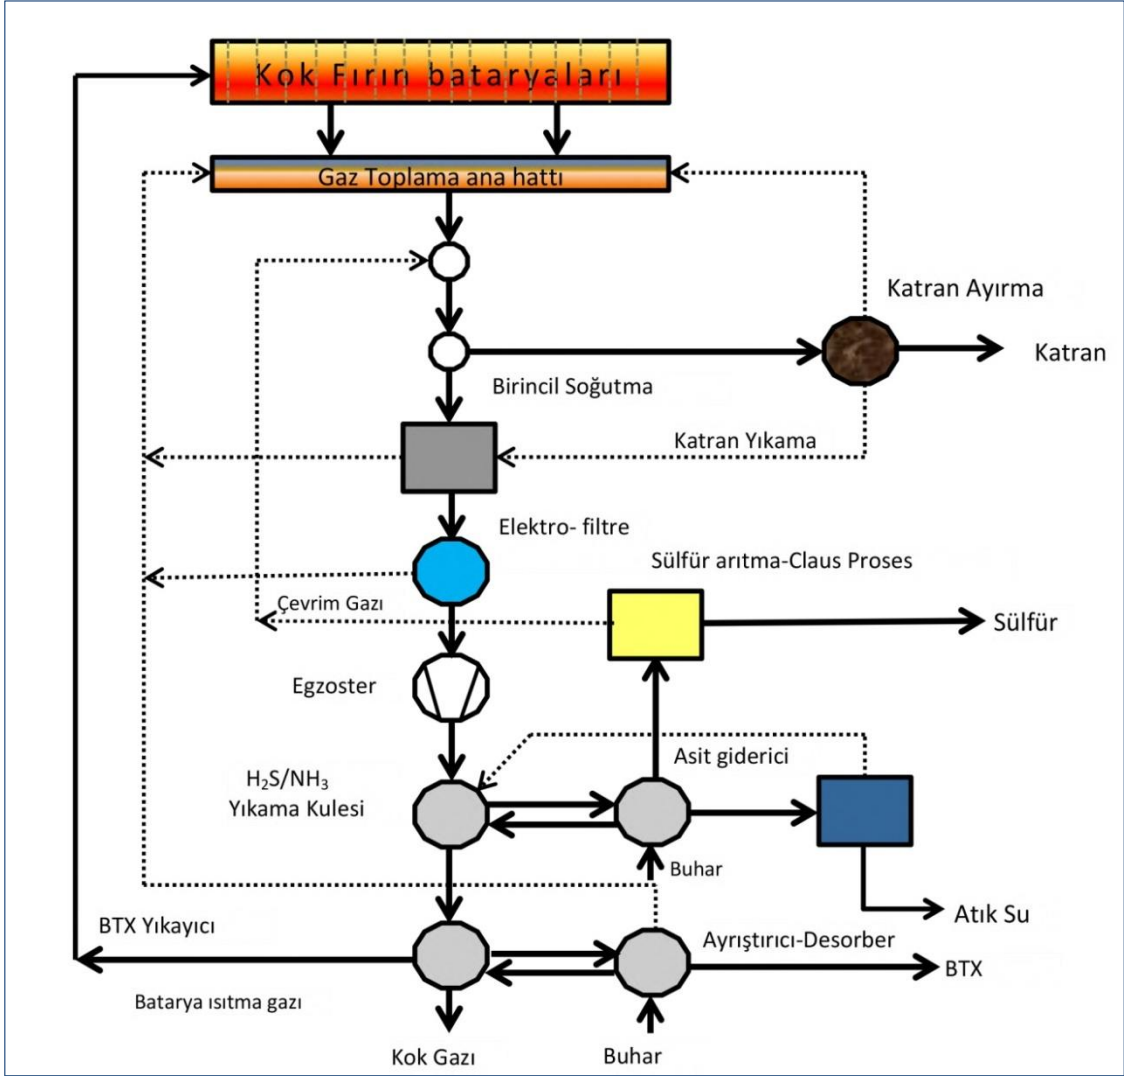 Kok Fırın bataryaları
Gaz Toplama ana hattı
Katran Ayırma
Katran
Birincil Soğutma
Katran Yıkama
Elektro- filtre
Sülfür arıtma-Claus Proses
Çevrim Gazı
Sülfür
Egzoster
Asit giderici
H₂S/NH₃
Yıkama Kulesi
Buhar
Atık Su
BTX Yıkayıcı
Ayrıştırıcı-Desorber
BTX
Batarya ısıtma gazı
Kok Gazı
Buhar